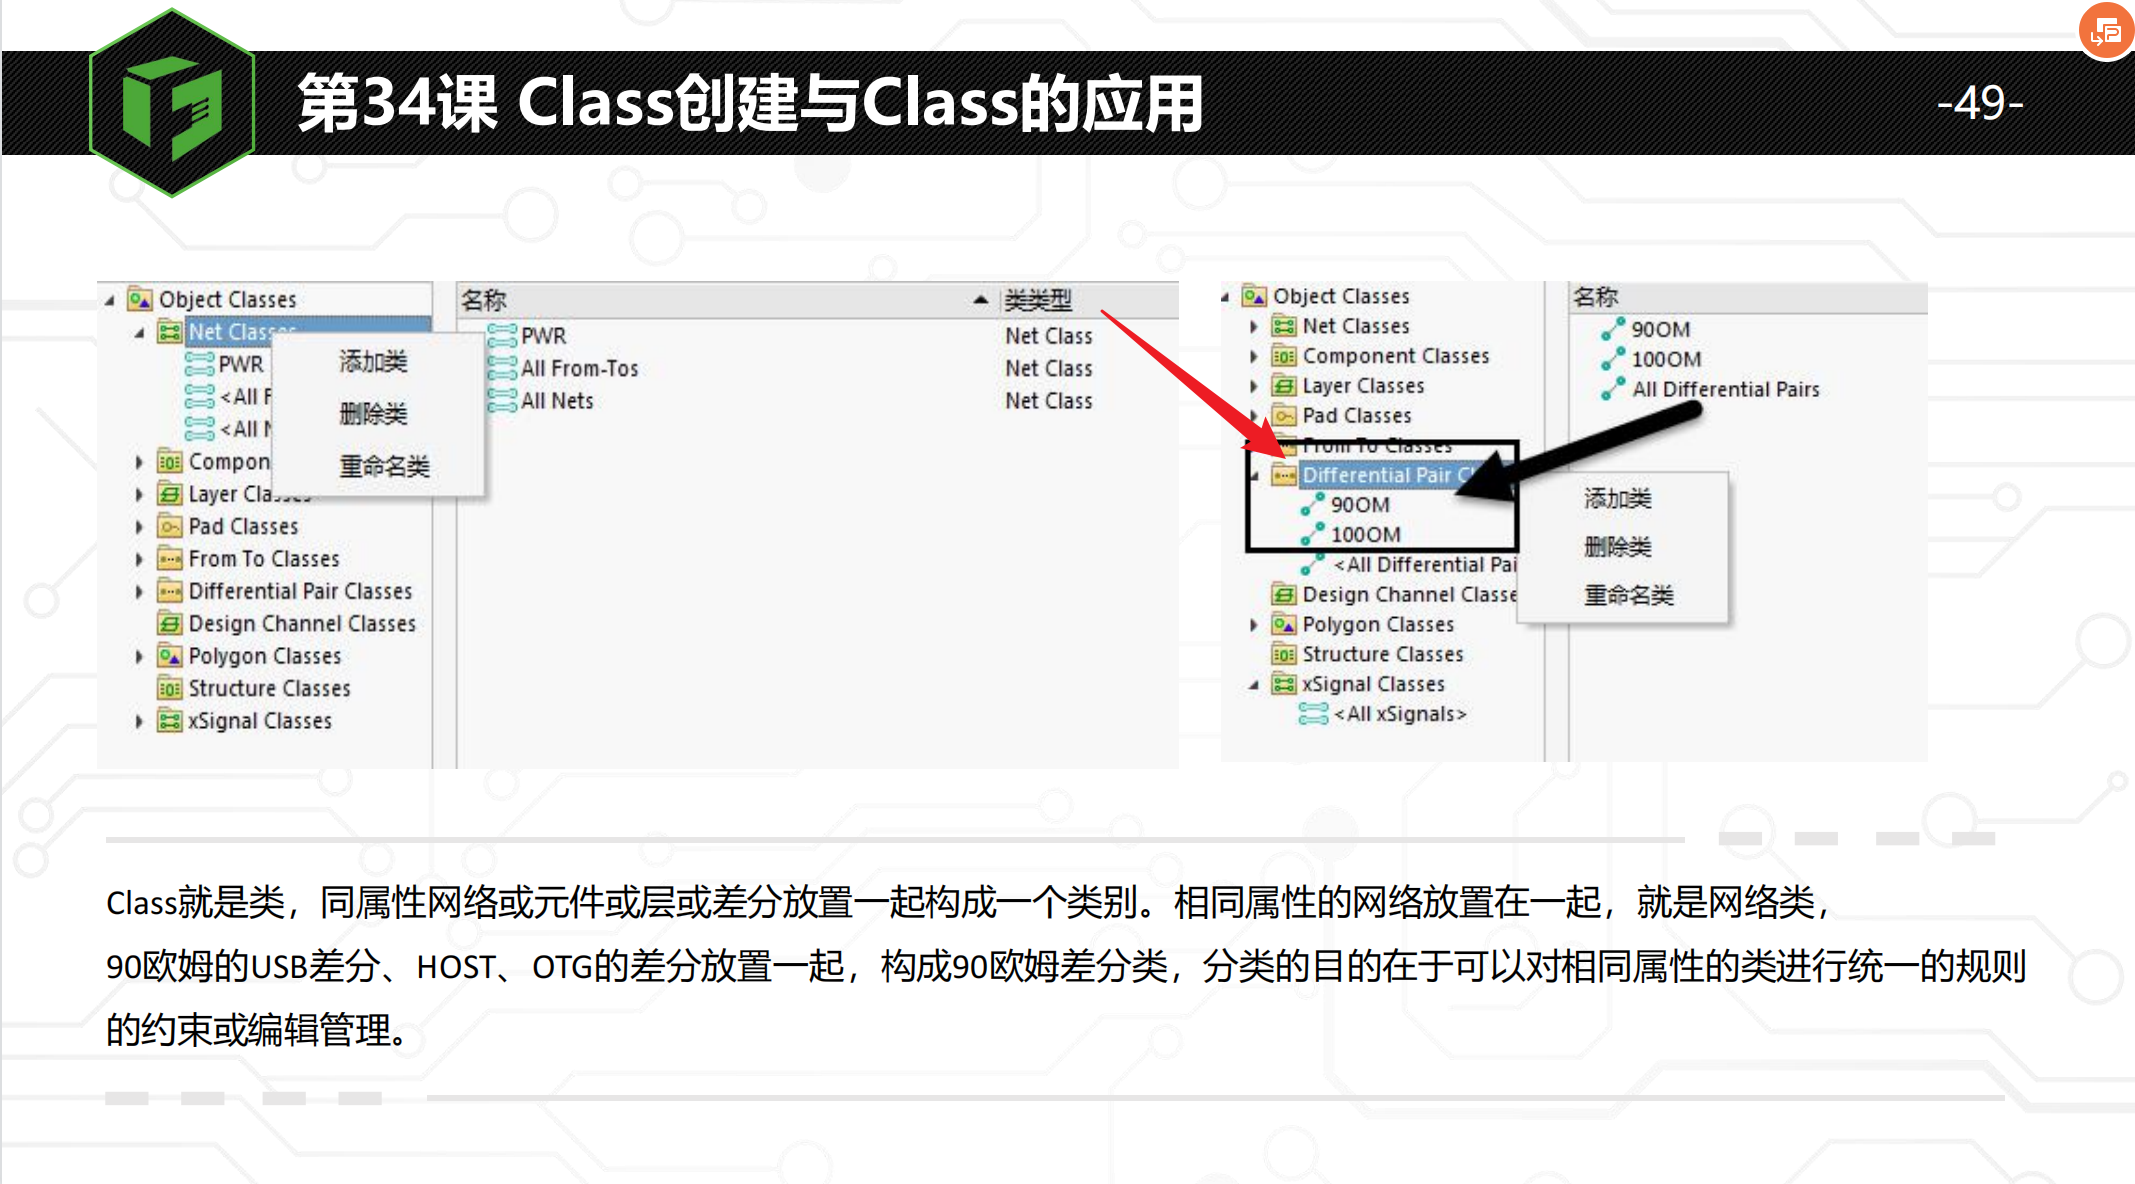 第34课 Class创建与Class的应用
-49-
Object Classes
Net Classes
PWR
<All F
<All N
Compon
Layer Classes
Pad Classes
From To Classes
Differential Pair Classes
Design Channel Classes
Polygon Classes
Structure Classes
xSignal Classes
添加类
删除类
重命名类
名称
类类型
PWR
Net Class
All From-Tos
Net Class
All Nets
Net Class
Object Classes
Net Classes
Component Classes
Layer Classes
Pad Classes
From To Classes
Differential Pair Cl
90OM
100OM
<All Differential Pai
Design Channel Classe
Polygon Classes
Structure Classes
xSignal Classes
<All xSignals>
名称
90OM
100OM
All Differential Pairs
添加类
删除类
重命名类
Class就是类，同属性网络或元件或层或差分放置一起构成一个类别。相同属性的网络放置在一起，就是网络类，
90欧姆的USB差分、HOST、OTG的差分放置一起，构成90欧姆差分类，分类的目的在于可以对相同属性的类进行统一的规则
的约束或编辑管理。